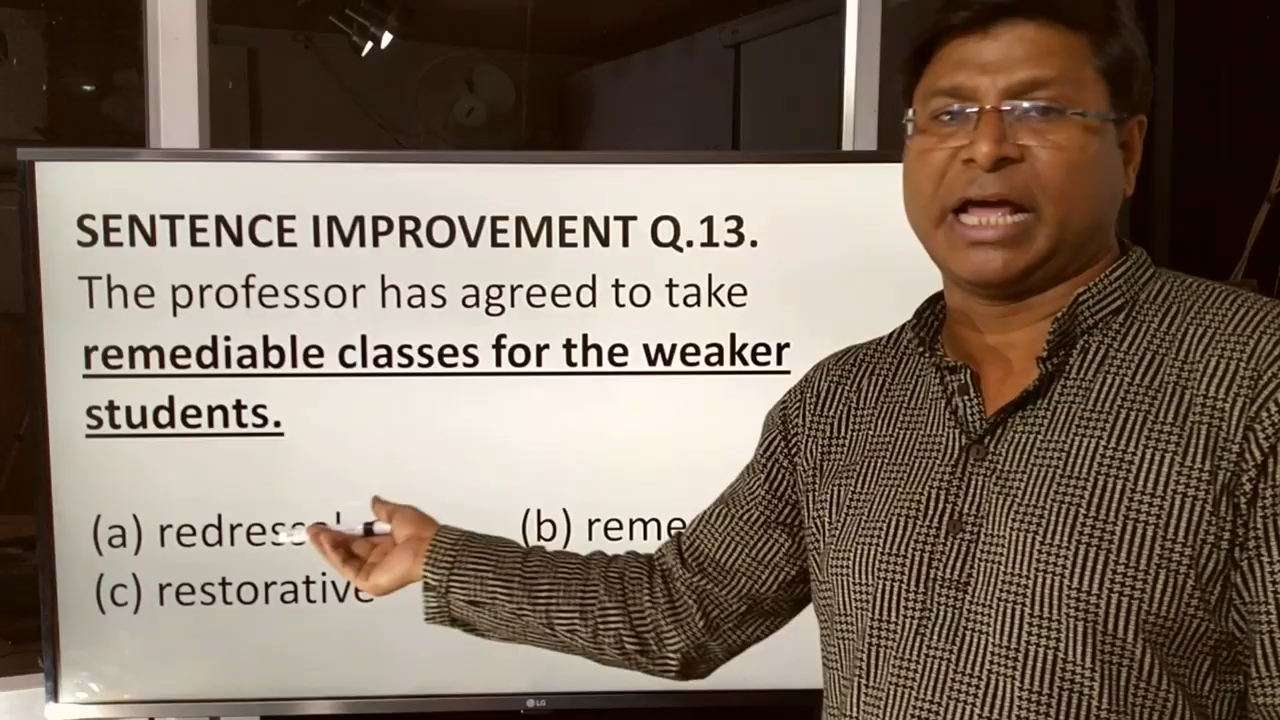 SENTENCE IMPROVEMENT Q.13.
The professor has agreed to take
remediable classes for the weaker
students.
(a) (b)
(c) restorative
LG